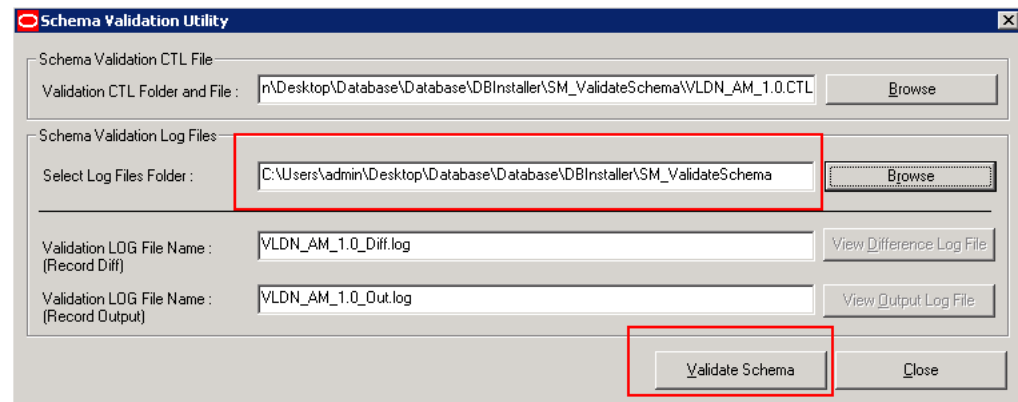 Schema Validation Utility
Schema Validation CTL File
Validation CTL Folder and File : n\Desktop\Database\Database\DBInstaller\SM_ValidateSchema\VLDN_AM_1.0.CTL Browse
Schema Validation Log Files
Select Log Files Folder : C:\Users\admin\Desktop\Database\Database\DBInstaller\SM_ValidateSchema Browse
Validation LOG File Name : VLDN_AM_1.0_Diff.log View Difference Log File
(Record Diff)
Validation LOG File Name : VLDN_AM_1.0_Out.log View Output Log File
(Record Output)
Validate Schema Close